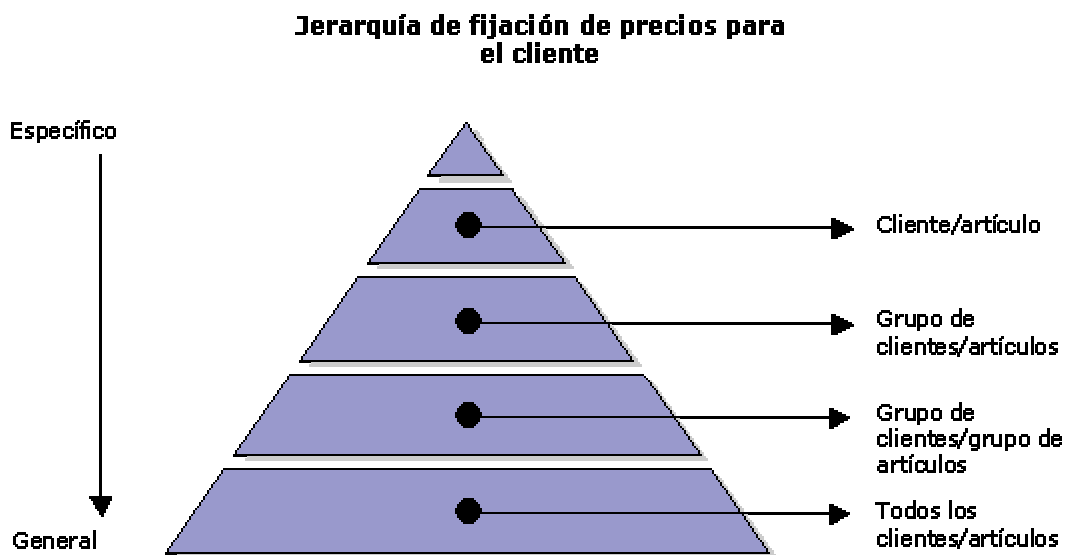 Jerarquía de fijación de precios para
el cliente
Específico
Cliente/artículo
Grupo de
clientes/artículos
Grupo de
clientes/grupo de
artículos
Todos los
clientes/artículos
General